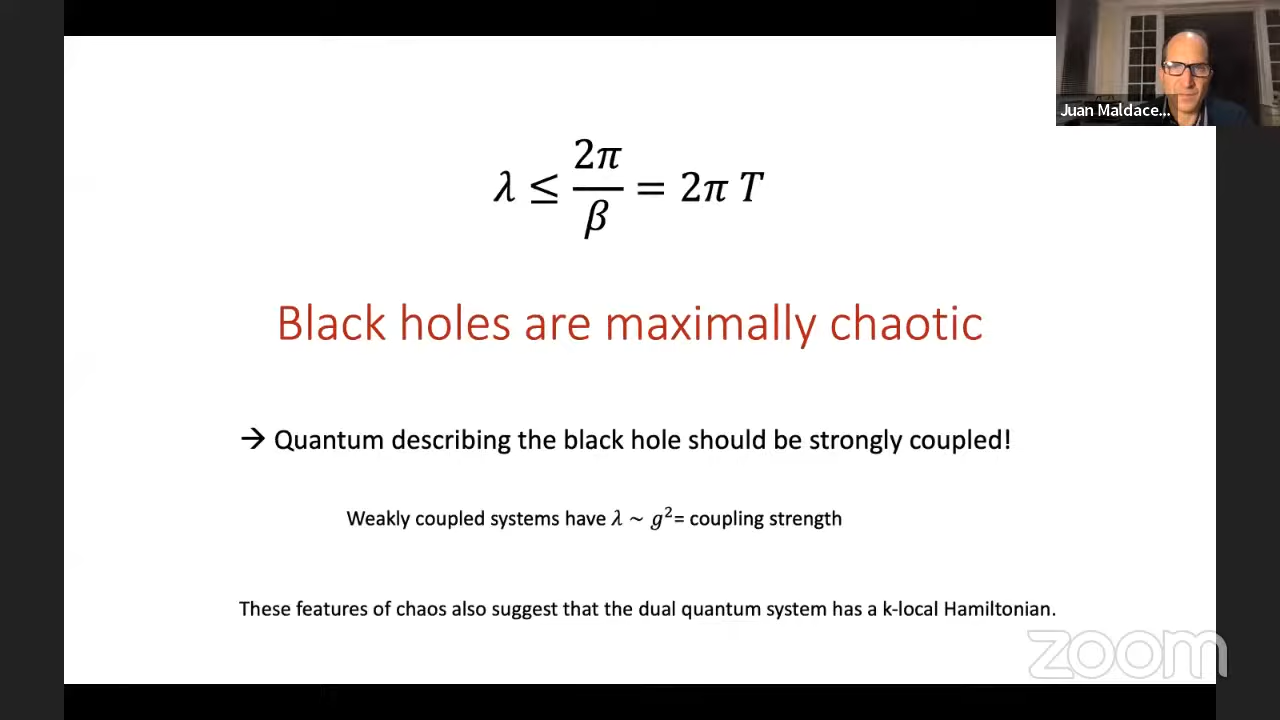 Juan Maldace...
λ ≤ 2π/β = 2π T
Black holes are maximally chaotic
→ Quantum describing the black hole should be strongly coupled!
Weakly coupled systems have λ ~ g²= coupling strength
These features of chaos also suggest that the dual quantum system has a k-local Hamiltonian.
zoom